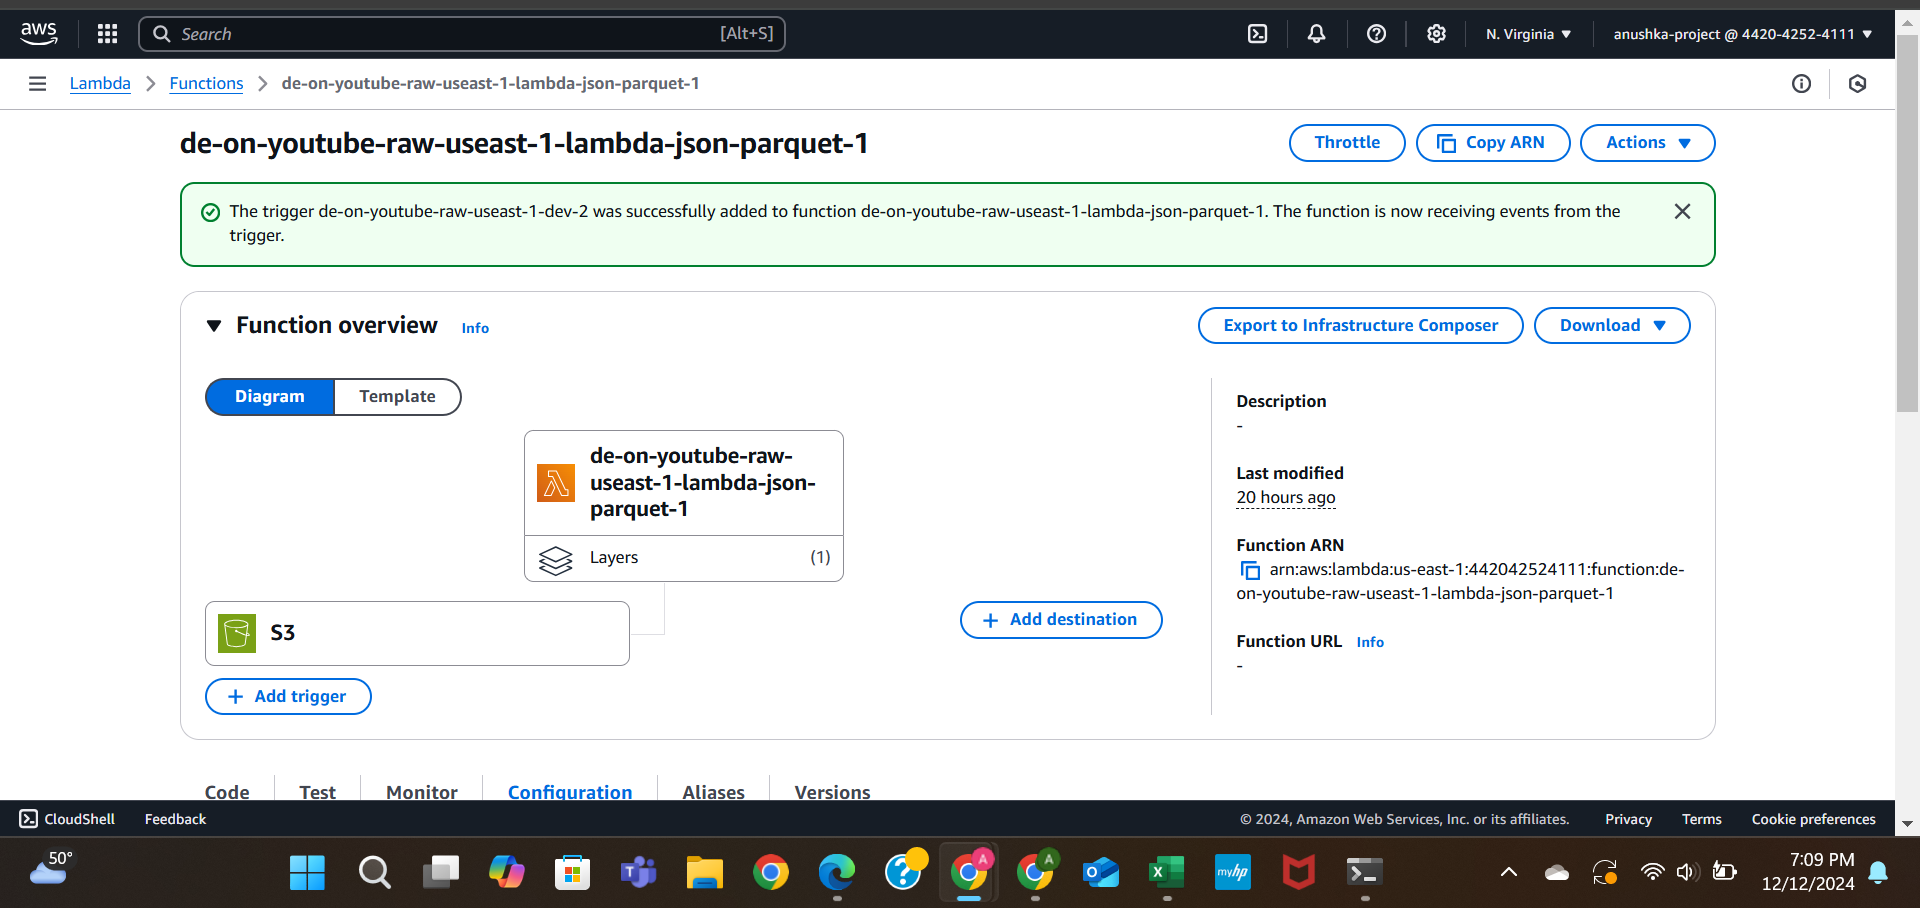 aws
Search
[Alt+S]
N. Virginia
anushka-project @ 4420-4252-4111
Lambda
Functions
de-on-youtube-raw-useast-1-lambda-json-parquet-1
de-on-youtube-raw-useast-1-lambda-json-parquet-1
Throttle
Copy ARN
Actions
The trigger de-on-youtube-raw-useast-1-dev-2 was successfully added to function de-on-youtube-raw-useast-1-lambda-json-parquet-1. The function is now receiving events from the
trigger.
Function overview
Info
Export to Infrastructure Composer
Download
Diagram
Template
de-on-youtube-raw-
useast-1-lambda-json-
parquet-1
Layers
(1)
S3
+ Add destination
+ Add trigger
Description
-
Last modified
20 hours ago
Function ARN
arn:aws:lambda:us-east-1:442042524111:function:de-
on-youtube-raw-useast-1-lambda-json-parquet-1
Function URL
Info
-
Code
Test
Monitor
Configuration
Aliases
Versions
CloudShell
Feedback
© 2024, Amazon Web Services, Inc. or its affiliates.
Privacy
Terms
Cookie preferences
50°
T
A
A
O
X
myhp
7:09 PM
12/12/2024